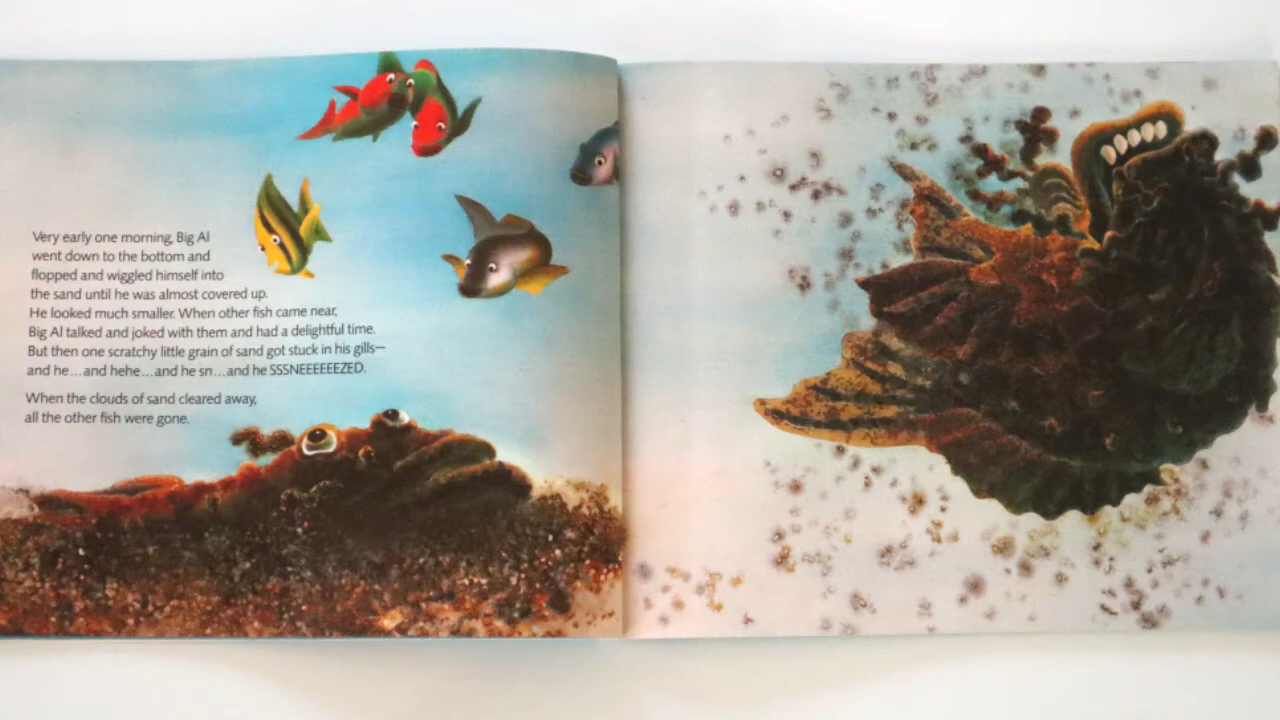 Very early one morning, Big Al
went down to the bottom and
flopped and wiggled himself into
the sand until he was almost covered up.
He looked much smaller. When other fish came near,
Big Al talked and joked with them and had a delightful time.
But then one scratchy little grain of sand got stuck in his gills—
and he...and hehe...and he sn...and he SSSNEEEEEEZED.
When the clouds of sand cleared away,
all the other fish were gone.